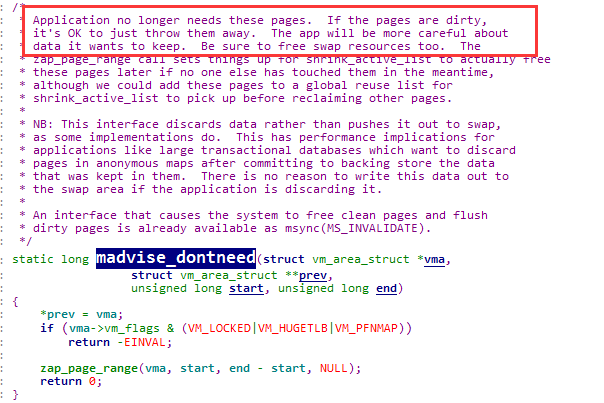 /*
* Application no longer needs these pages.  If the pages are dirty,
* it's OK to just throw them away.  The app will be more careful about
* data it wants to keep.  Be sure to free swap resources too.  The
* zap_page_range call sets things up for shrink_active_list to actually free
* these pages later if no one else has touched them in the meantime,
* although we could add these pages to a global reuse list for
* shrink_active_list to pick up before reclaiming other pages.
*
* NB: This interface discards data rather than pushes it out to swap,
* as some implementations do.  This has performance implications for
* applications like large transactional databases which want to discard
* pages in anonymous maps after committing to backing store the data
* that was kept in them.  There is no reason to write this data out to
* the swap area if the application is discarding it.
*
* An interface that causes the system to free clean pages and flush
* dirty pages is already available as msync(MS_INVALIDATE).
*/
static long madvise_dontneed(struct vm_area_struct *vma,
struct vm_area_struct **prev,
unsigned long start, unsigned long end)
{
*prev = vma;
if (vma->vm_flags & (VM_LOCKED|VM_HUGETLB|VM_PFNMAP))
return -EINVAL;

zap_page_range(vma, start, end - start, NULL);
return 0;
}